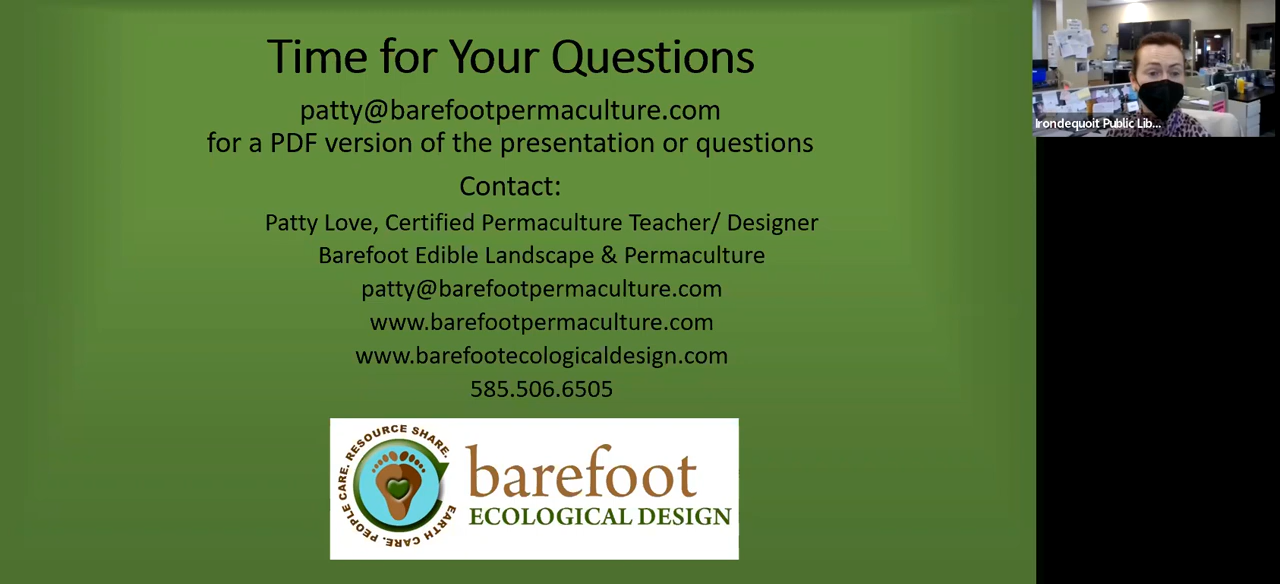 Time for Your Questions
patty@barefootpermaculture.com
for a PDF version of the presentation or questions
Contact:
Patty Love, Certified Permaculture Teacher/ Designer
Barefoot Edible Landscape & Permaculture
patty@barefootpermaculture.com
www.barefootpermaculture.com
www.barefootecologicaldesign.com
585.506.6505
PEOPLE CARE. RESOURCE SHARE.
EARTH CARE.
barefoot
ECOLOGICAL DESIGN
Irondequoit Public Lib...